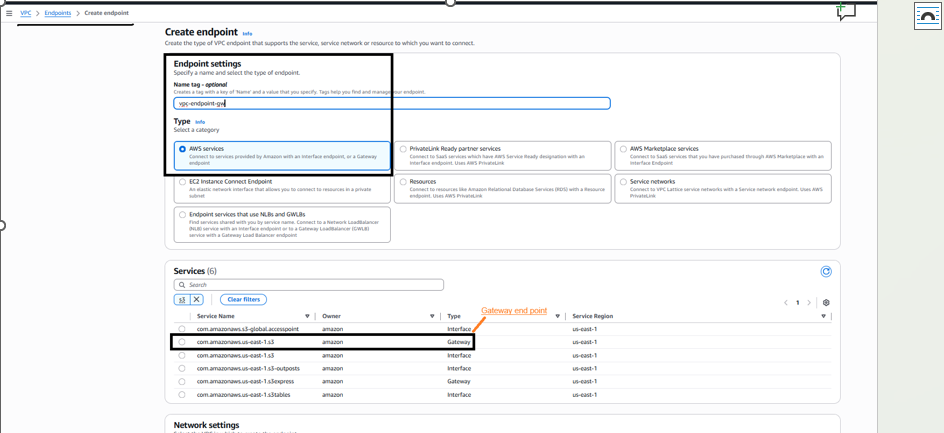 VPC > Endpoints > Create endpoint
Create endpoint Info
Create the type of VPC endpoint that supports the service, service network or resource to which you want to connect.
Endpoint settings
Specify a name and select the type of endpoint.
Name tag - optional
Creates a tag with a key of 'Name' and a value that you specify. Tags help you find and manage your endpoint.
vpc-endpoint-gw
Type Info
Select a category
AWS services
Connect to services provided by Amazon with an Interface endpoint, or a Gateway
endpoint
PrivateLink Ready partner services
Connect to SaaS services which have AWS Service Ready designation with an
Interface endpoint. Uses AWS PrivateLink
AWS Marketplace services
Connect to SaaS services that you have purchased through AWS Marketplace with an
Interface Endpoint
EC2 Instance Connect Endpoint
An elastic network interface that allows you to connect to resources in a private
subnet
Resources
Connect to resources like Amazon Relational Database Services (RDS) with a Resource
endpoint. Uses AWS PrivateLink
Service networks
Connect to VPC Lattice service networks with a Service network endpoint. Uses AWS
PrivateLink
Endpoint services that use NLBs and GWLBs
Find services shared with you by service name. Connect to a Network LoadBalancer
(NLB) service with an Interface endpoint or to a Gateway LoadBalancer (GWLB)
service with a Gateway Load Balancer endpoint
Services (6)
Search
s3 X Clear filters
Gateway end point
< 1 >
Service Name Owner Type Service Region
com.amazonaws.s3-global.accesspoint amazon Interface us-east-1
com.amazonaws.us-east-1.s3 amazon Gateway us-east-1
com.amazonaws.us-east-1.s3 amazon Interface us-east-1
com.amazonaws.us-east-1.s3-outposts amazon Interface us-east-1
com.amazonaws.us-east-1.s3express amazon Gateway us-east-1
com.amazonaws.us-east-1.s3tables amazon Interface us-east-1
Network settings